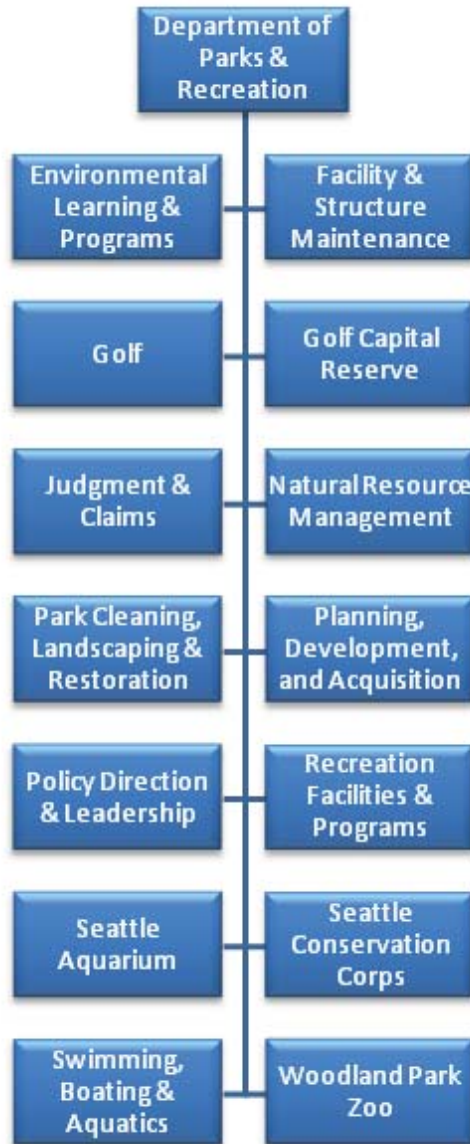 Department of
Parks &
Recreation
Environmental
Learning &
Programs
Facility &
Structure
Maintenance
Golf
Golf Capital
Reserve
Judgment &
Claims
Natural Resource
Management
Park Cleaning,
Landscaping &
Restoration
Planning,
Development,
and Acquisition
Policy Direction
& Leadership
Recreation
Facilities &
Programs
Seattle
Aquarium
Seattle
Conservation
Corps
Swimming,
Boating &
Aquatics
Woodland Park
Zoo